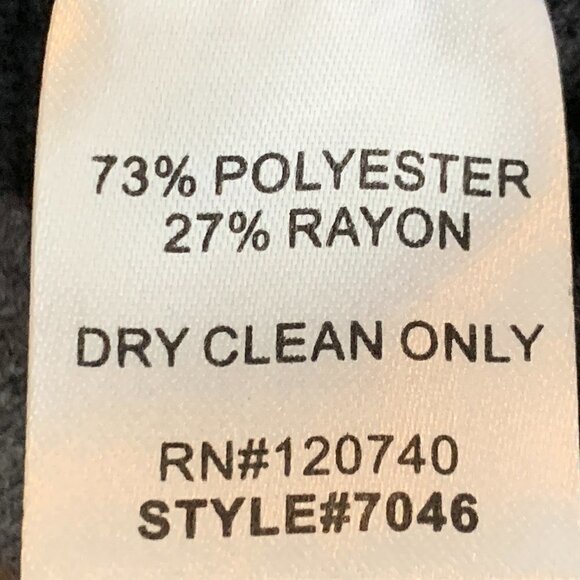 73% POLYESTER
27% RAYON
DRY CLEAN ONLY
RN#120740
STYLE#7046